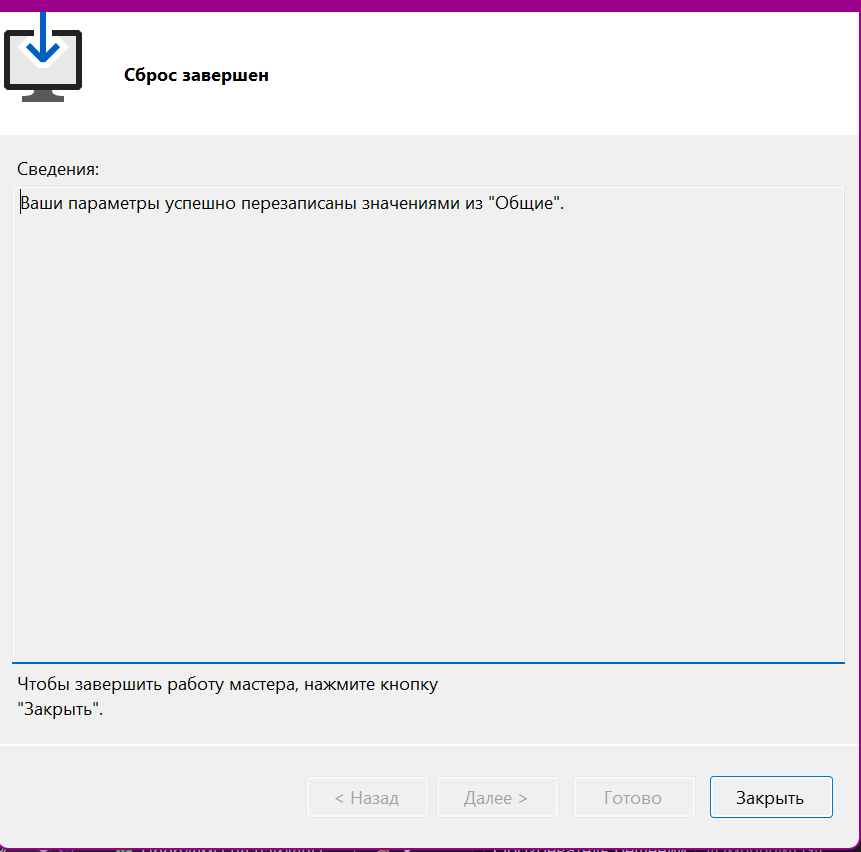 Сброс завершен
Сведения:
Ваши параметры успешно перезаписаны значениями из "Общие".
Чтобы завершить работу мастера, нажмите кнопку
"Закрыть".
< Назад
Далее >
Готово
Закрыть